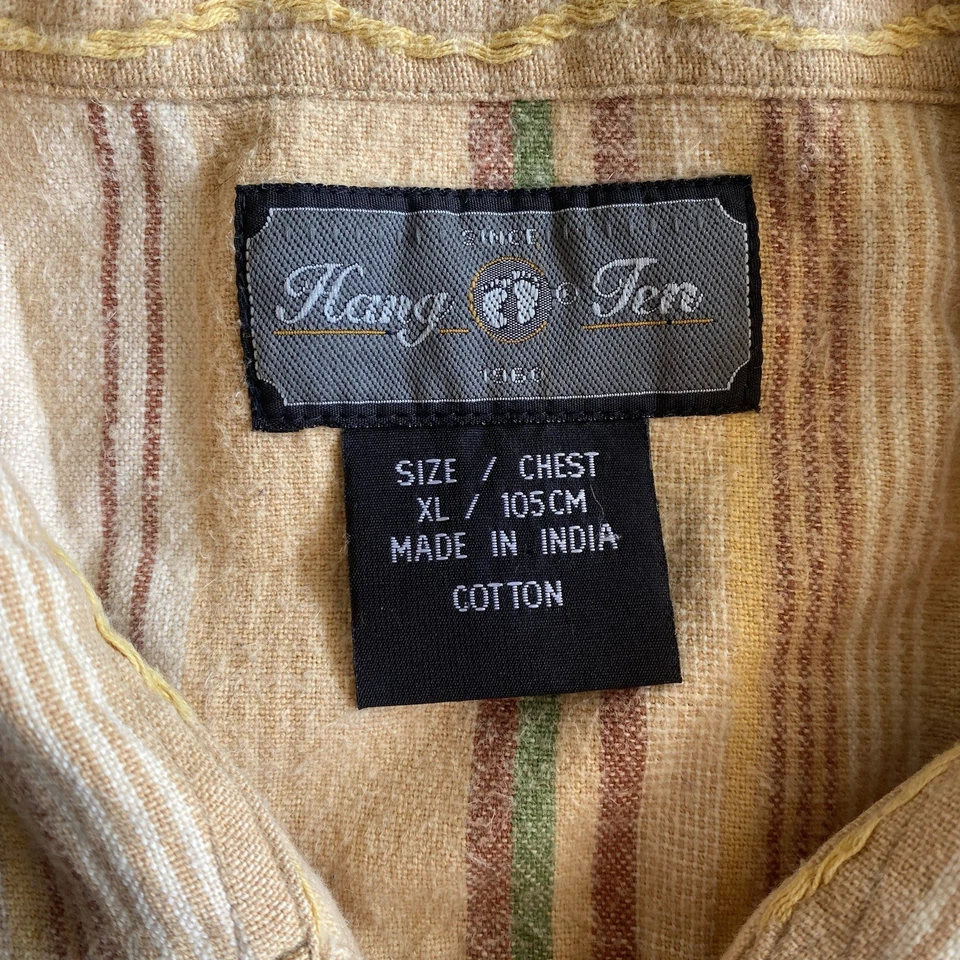 SINCE
Hang Ten
1960
SIZE / CHEST
XL / 105CM
MADE IN INDIA
COTTON